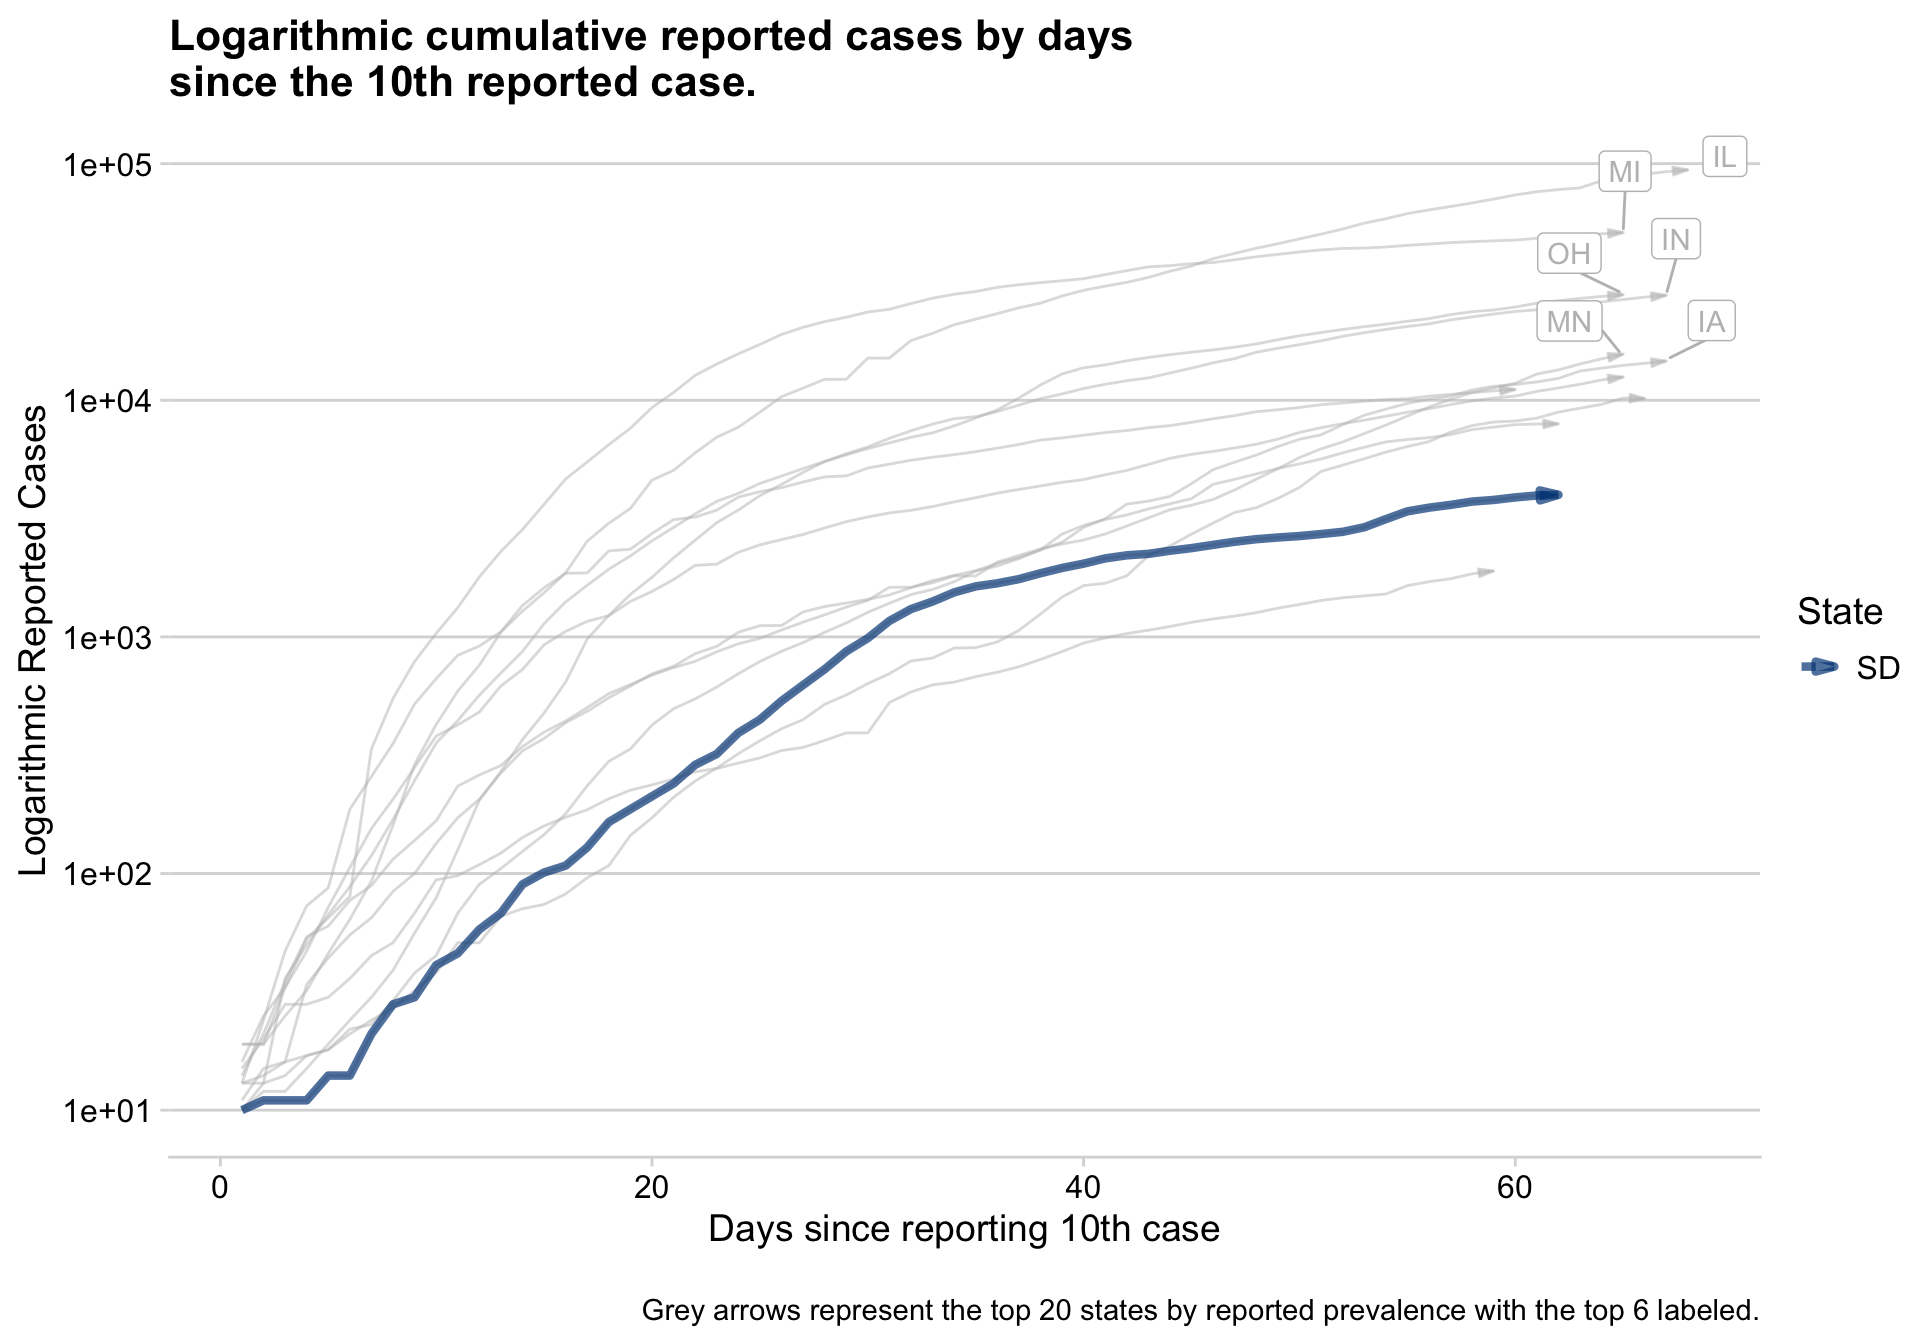 Logarithmic cumulative reported cases by days
since the 10th reported case.
1e+05
1e+04
1e+03
1e+02
1e+01
Logarithmic Reported Cases
MI
IL
OH
IN
MN
IA
State
SD
0
20
40
60
Days since reporting 10th case
Grey arrows represent the top 20 states by reported prevalence with the top 6 labeled.